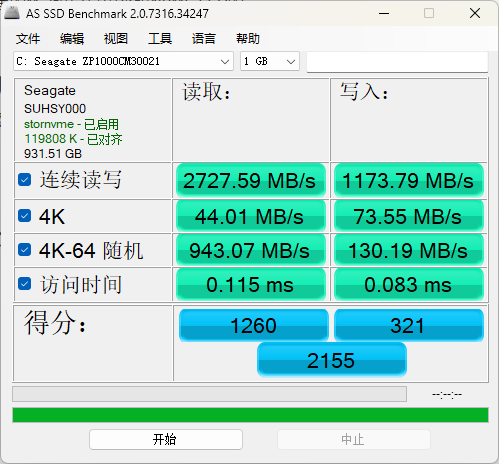 AS SSD Benchmark 2.0.7316.34247
文件 编辑 视图 工具 语言 帮助
C: Seagate ZP1000CM30021 1 GB
Seagate 读取： 写入：
SUHSY000
stornvme - 已启用
119808 K - 已对齐
931.51 GB
连续读写 2727.59 MB/s 1173.79 MB/s
4K 44.01 MB/s 73.55 MB/s
4K-64 随机 943.07 MB/s 130.19 MB/s
访问时间 0.115 ms 0.083 ms
得分： 1260 321
2155
--:--:--
开始 中止